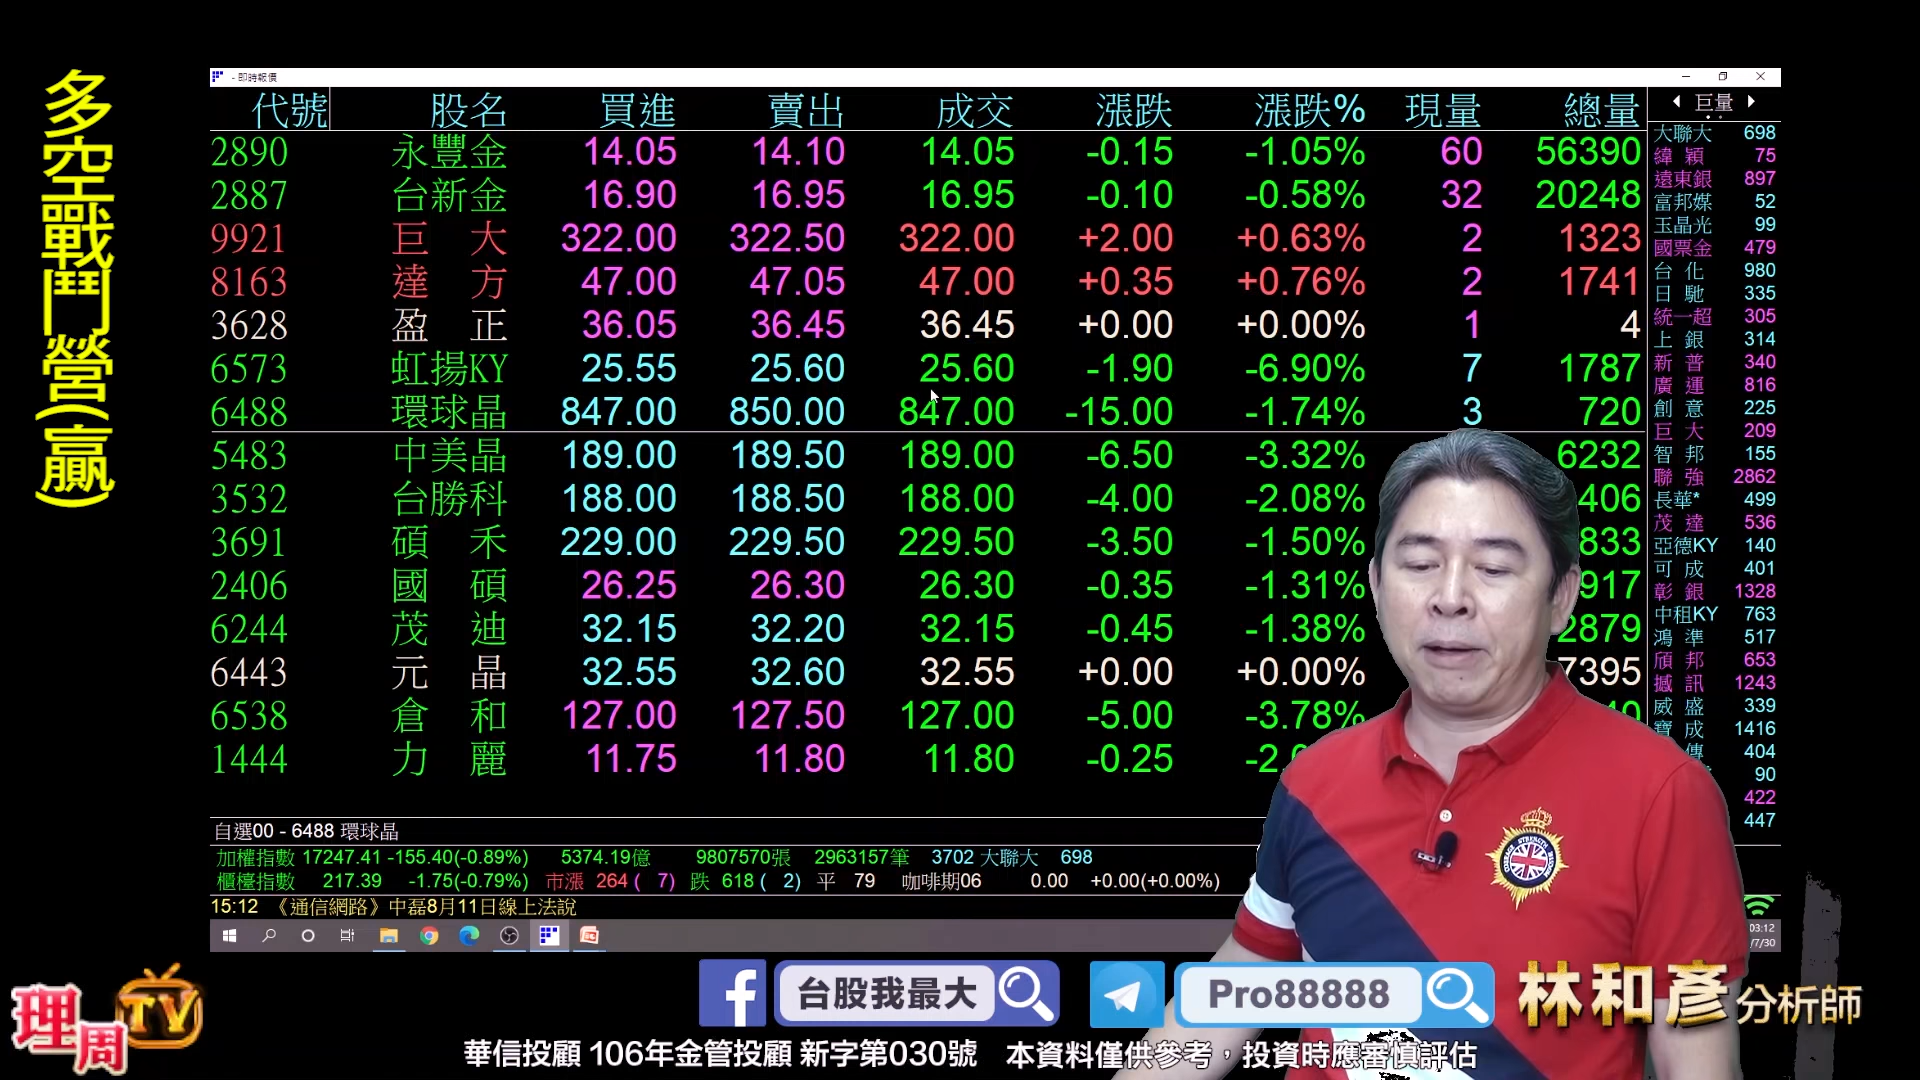 多空戰鬥營(贏)
- 即時報價
代號 股名 買進 賣出 成交 漲跌 漲跌% 現量 總量
2890 永豐金 14.05 14.10 14.05 -0.15 -1.05% 60 56390
2887 台新金 16.90 16.95 16.95 -0.10 -0.58% 32 20248
9921 巨大 322.00 322.50 322.00 +2.00 +0.63% 2 1323
8163 達方 47.00 47.05 47.00 +0.35 +0.76% 2 1741
3628 盈正 36.05 36.45 36.45 +0.00 +0.00% 1 4
6573 虹揚KY 25.55 25.60 25.60 -1.90 -6.90% 7 1787
6488 環球晶 847.00 850.00 847.00 -15.00 -1.74% 3 720
5483 中美晶 189.00 189.50 189.00 -6.50 -3.32% 6232
3532 台勝科 188.00 188.50 188.00 -4.00 -2.08% 406
3691 碩禾 229.00 229.50 229.50 -3.50 -1.50% 833
2406 國碩 26.25 26.30 26.30 -0.35 -1.31% 917
6244 茂迪 32.15 32.20 32.15 -0.45 -1.38% 2879
6443 元晶 32.55 32.60 32.55 +0.00 +0.00% 7395
6538 倉和 127.00 127.50 127.00 -5.00 -3.78%
1444 力麗 11.75 11.80 11.80 -0.25
巨量
大聯大 698
緯穎 75
遠東銀 897
富邦媒 52
玉晶光 99
國票金 479
台化 980
日馳 335
統一超 305
上銀 314
新普 340
廣運 816
創意 225
巨大 209
智邦 155
聯強 2862
長華* 499
茂達 536
亞德KY 140
可成 401
彰銀 1328
中租KY 763
鴻準 517
頎邦 653
撼訊 1243
威盛 339
寶成 1416
傳 404
90
422
447
自選00 - 6488 環球晶
加權指數 17247.41 -155.40(-0.89%) 5374.19億 9807570張 2963157筆 3702 大聯大 698
櫃檯指數 217.39 -1.75(-0.79%) 市漲 264 ( 7) 跌 618 ( 2) 平 79 咖啡期06 0.00 +0.00(+0.00%)
15:12 《通信網路》中磊8月11日線上法說
03:12
/7/30
理周TV
台股我最大
Pro88888
林和彥分析師
華信投顧 106年金管投顧 新字第030號 本資料僅供參考，投資時應審慎評估